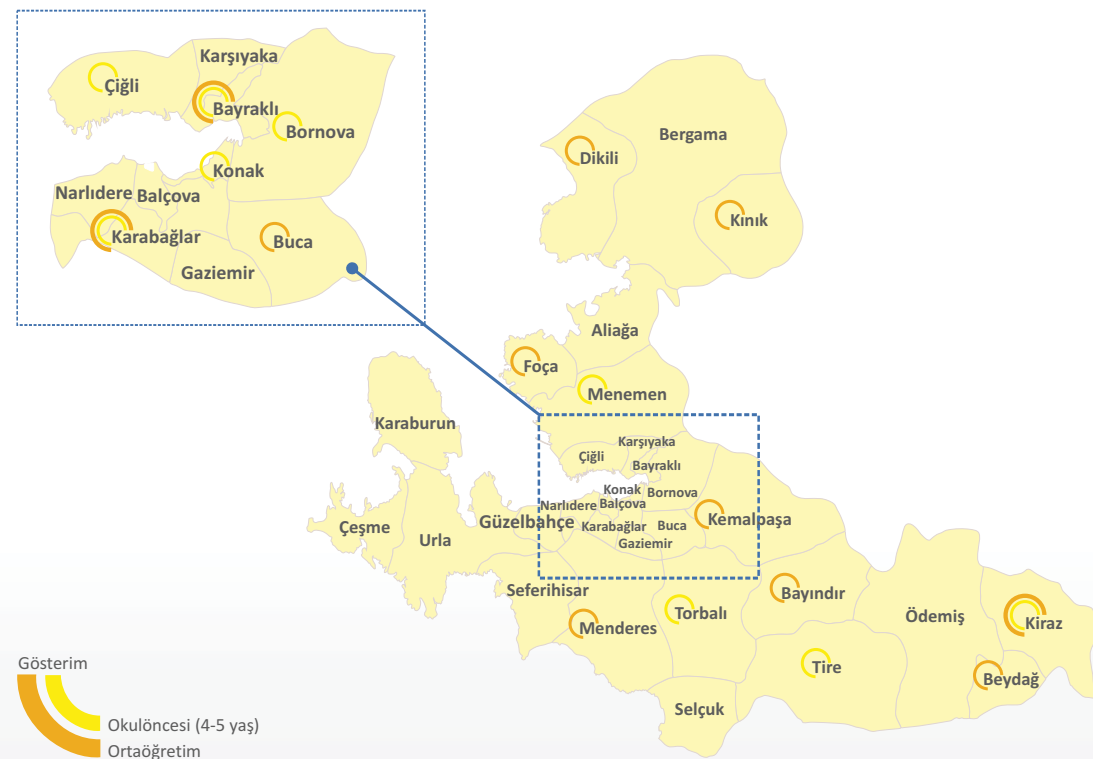 Karşıyaka
Çiğli
Bayraklı
Bornova
Konak
Narlıdere
Balçova
Karabağlar
Buca
Gaziemir
Bergama
Dikili
Kınık
Aliağa
Foça
Menemen
Karaburun
Karşıyaka
Çiğli
Bayraklı
Konak
Bornova
Narlıdere
Balçova
Güzelbahçe
Karabağlar
Buca
Kemalpaşa
Gaziemir
Çeşme
Urla
Seferihisar
Bayındır
Torbalı
Menderes
Ödemiş
Kiraz
Tire
Beydağ
Selçuk
Gösterim
Okulöncesi (4-5 yaş)
Ortaöğretim